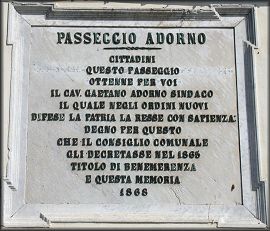 PASSEGGIO ADORNO
CITTADINI
QUESTO PASSEGGIO
OTTENNE PER VOI
IL CAV. GAETANO ADORNO SINDACO
IL QUALE NEGLI ORDINI NUOVI
DIFESE LA PATRIA LA RESSE CON SAPIENZA
DEGNO PER QUESTO
CHE IL CONSIGLIO COMUNALE
GLI DECRETASSE NEL 1865
TITOLO DI BENEMERENZA
E QUESTA MEMORIA
1868